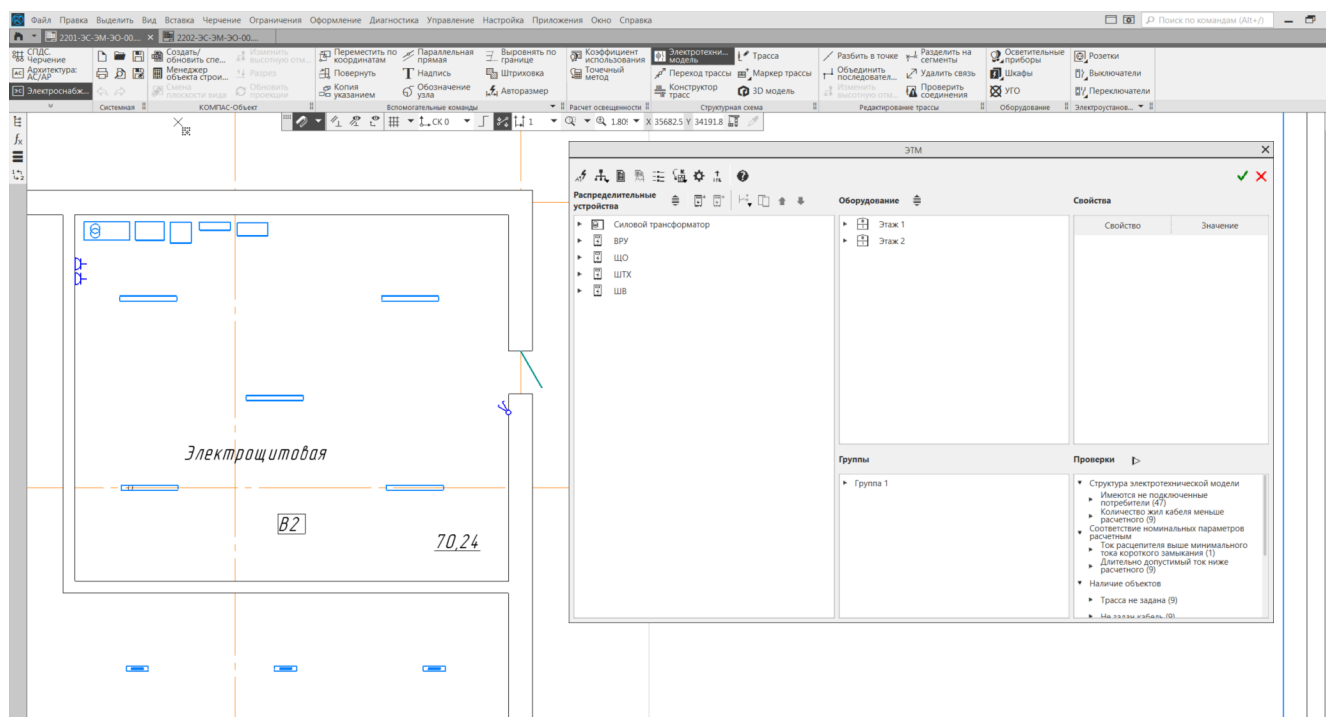 Файл Правка Выделить Вид Вставка Черчение Ограничения Оформление Диагностика Управление Настройка Приложения Окно Справка
Поиск по командам (Alt+/)
2201-ЭС-ЭМ-ЭО-00.... 2202-ЭС-ЭМ-ЭО-00....
СПДС.
Черчение
Архитектура:
АС/АР
Электроснабж...
Системная
Создать/
обновить спе...
Менеджер
объекта строи...
Смена
плоскости вида
Изменить
высотную отм...
Разрез
Обновить
проекции
КОМПАС-Объект
Переместить по
координатам
Повернуть
Копия
указанием
Параллельная
прямая
Надпись
Обозначение
узла
Выровнять по
границе
Штриховка
Авторазмер
Вспомогательные команды
Коэффициент
использования
Точечный
метод
Расчет освещенности
Электротехни...
модель
Переход трассы
Конструктор
трасс
Трасса
Маркер трассы
3D модель
Структурная схема
Разбить в точке
Объединить
последовател...
Изменить
высотную отм...
Разделить на
сегменты
Удалить связь
Проверить
соединения
Редактирование трассы
Осветительные
приборы
Шкафы
УГО
Оборудование
Розетки
Выключатели
Переключатели
Электроустанов...
СК 0 1 1.805 X 35682.5 Y 34191.8
Электрощитовая
В2
70,24
ЭТМ
Распределительные
устройства
Силовой трансформатор
ВРУ
ЩО
ШТХ
ШВ
Оборудование
Этаж 1
Этаж 2
Свойства
Свойство Значение
Группы
Группа 1
Проверки
Структура электротехнической модели
Имеются не подключенные
потребители (47)
Количество жил кабеля меньше
расчетного (9)
Соответствие номинальных параметров
расчетным
Ток расцепителя выше минимального
тока короткого замыкания (1)
Длительно допустимый ток ниже
расчетного (9)
Наличие объектов
Трасса не задана (9)
Не задан кабель (9)